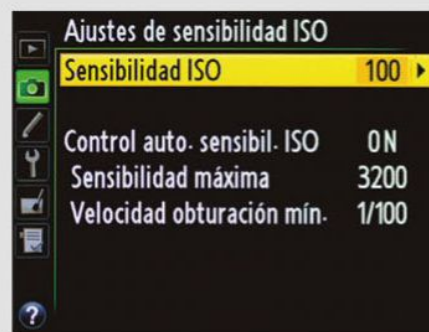 Ajustes de sensibilidad ISO
Sensibilidad ISO 100
Control auto. sensibil. ISO ON
Sensibilidad máxima 3200
Velocidad obturación mín. 1/100
?